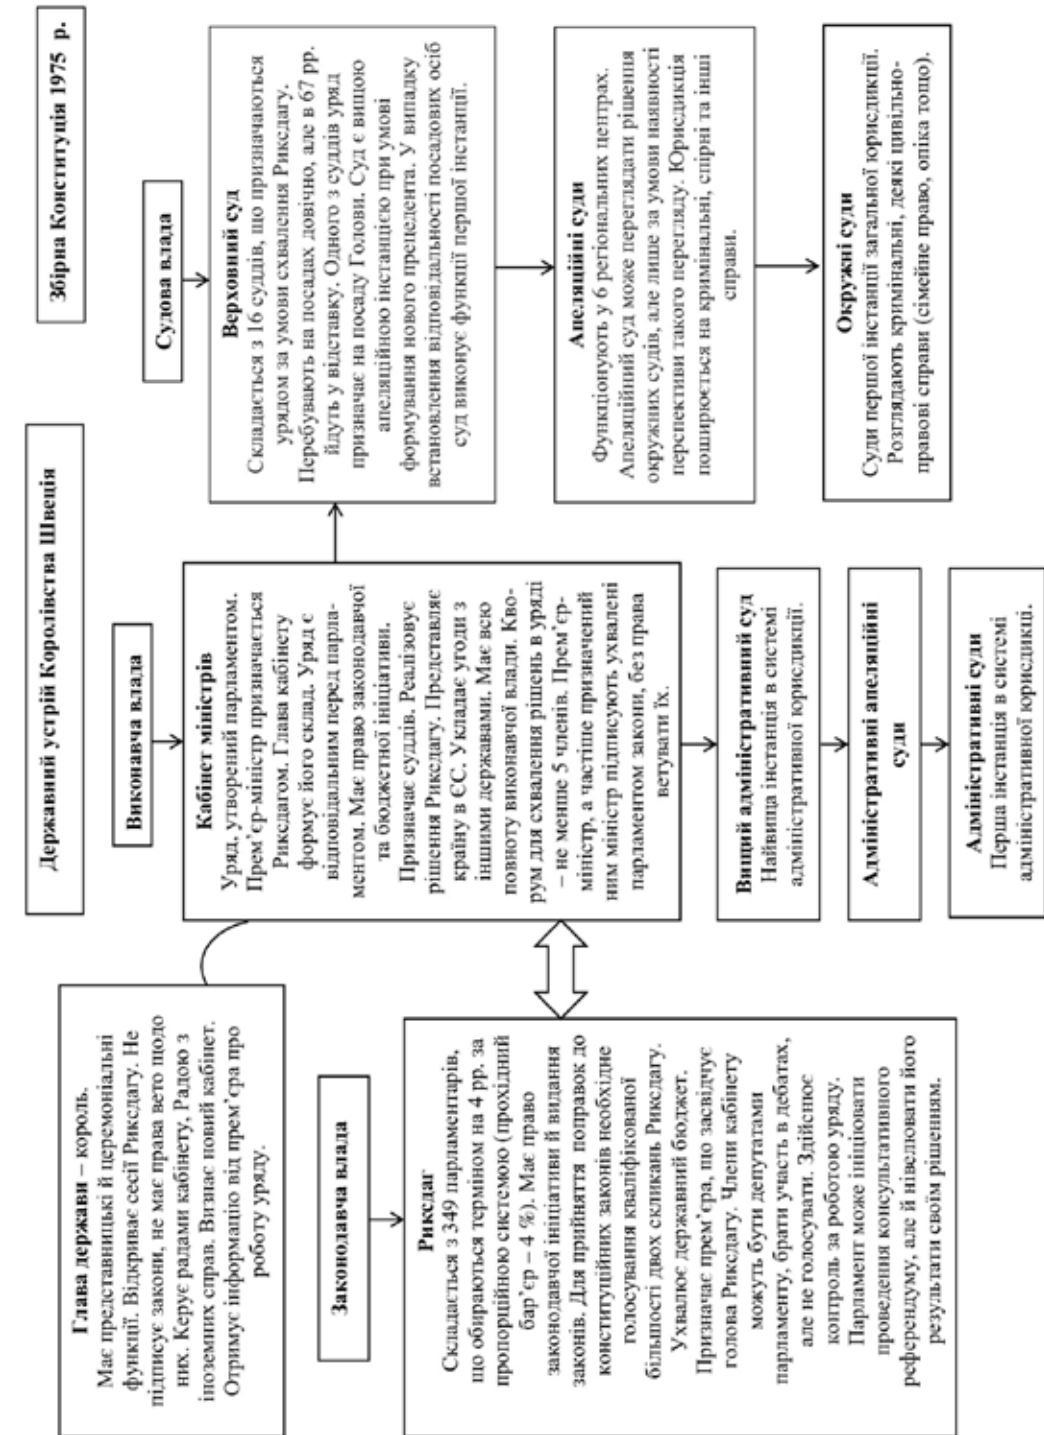 Державний устрій Королівства Швеція
Збірна Конституція 1975 р.
Глава держави – король.
Має представницькі й церемоніальні
функції. Відкриває сесії Риксдагу. Не
підписує закони, не має права вето щодо
них. Керує радами кабінету, Радою з
іноземних справ. Визнає новий кабінет.
Отримує інформацію від прем’єра про
роботу уряду.
Законодавча влада
Риксдаг
Складається з 349 парламентарів,
що обираються терміном на 4 рр. за
пропорційною системою (прохідний
бар’єр – 4 %). Має право
законодавчої ініціативи й видання
законів. Для прийняття поправок до
конституційних законів необхідне
голосування кваліфікованої
більшості двох скликань Риксдагу.
Ухвалює державний бюджет.
Призначає прем’єра, що засвідчує
голова Риксдагу. Члени кабінету
можуть бути депутатами
парламенту, брати участь в дебатах,
але не голосувати. Здійснює
контроль за роботою уряду.
Парламент може ініціювати
проведення консультативного
референдуму, але й нівелювати його
результати своїм рішенням.
Виконавча влада
Кабінет міністрів
Уряд, утворений парламентом.
Прем’єр-міністр призначається
Риксдагом. Глава кабінету
формує його склад. Уряд є
відповідальним перед парла-
ментом. Має право законодавчої
та бюджетної ініціативи.
Призначає суддів. Реалізовує
рішення Риксдагу. Представляє
країну в ЄС. Укладає угоди з
іншими державами. Має всю
повноту виконавчої влади. Кво-
рум для схвалення рішень в уряді
– не менше 5 членів. Прем’єр-
міністр, а частіше призначений
ним міністр підписують ухвалені
парламентом закони, без права
ветувати їх.
Вищий адміністративний суд
Найвища інстанція в системі
адміністративної юрисдикції.
Адміністративні апеляційні
суди
Адміністративні суди
Перша інстанція в системі
адміністративної юрисдикці.
Судова влада
Верховний суд
Складається з 16 суддів, що призначаються
урядом за умови схвалення Риксдагу.
Перебувають на посадах довічно, але в 67 рр.
йдуть у відставку. Одного з суддів уряд
призначає на посаду Голови. Суд є вищою
апеляційною інстанцією при умові
формування нового прецедента. У випадку
встановлення відповідальності посадових осіб
суд виконує функції першої інстанції.
Апеляційні суди
Функціонують у 6 регіональних центрах.
Апеляційний суд може переглядати рішення
окружних судів, але лише за умови наявності
перспективи такого перегляду. Юрисдикція
поширюється на кримінальні, спірні та інші
справи.
Окружні суди
Суди першої інстанції загальної юрисдикції.
Розглядають кримінальні, деякі цивільно-
правові справи (сімейне право, опіка тощо).